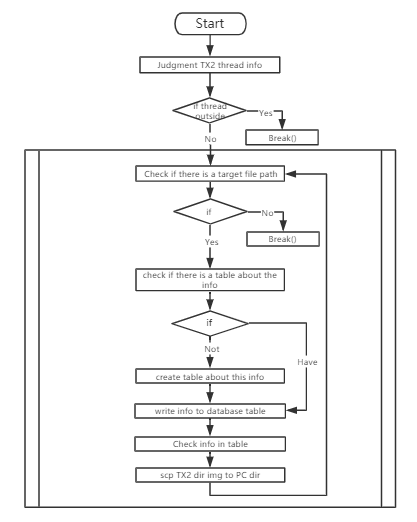 Start
Judgment TX2 thread info
if thread
outside
Yes
Break()
No
Check if there is a target file path
if
No
Break()
Yes
check if there is a table about the
info
if
Not
Have
create table about this info
write info to database table
Check info in table
scp TX2 dir img to PC dir